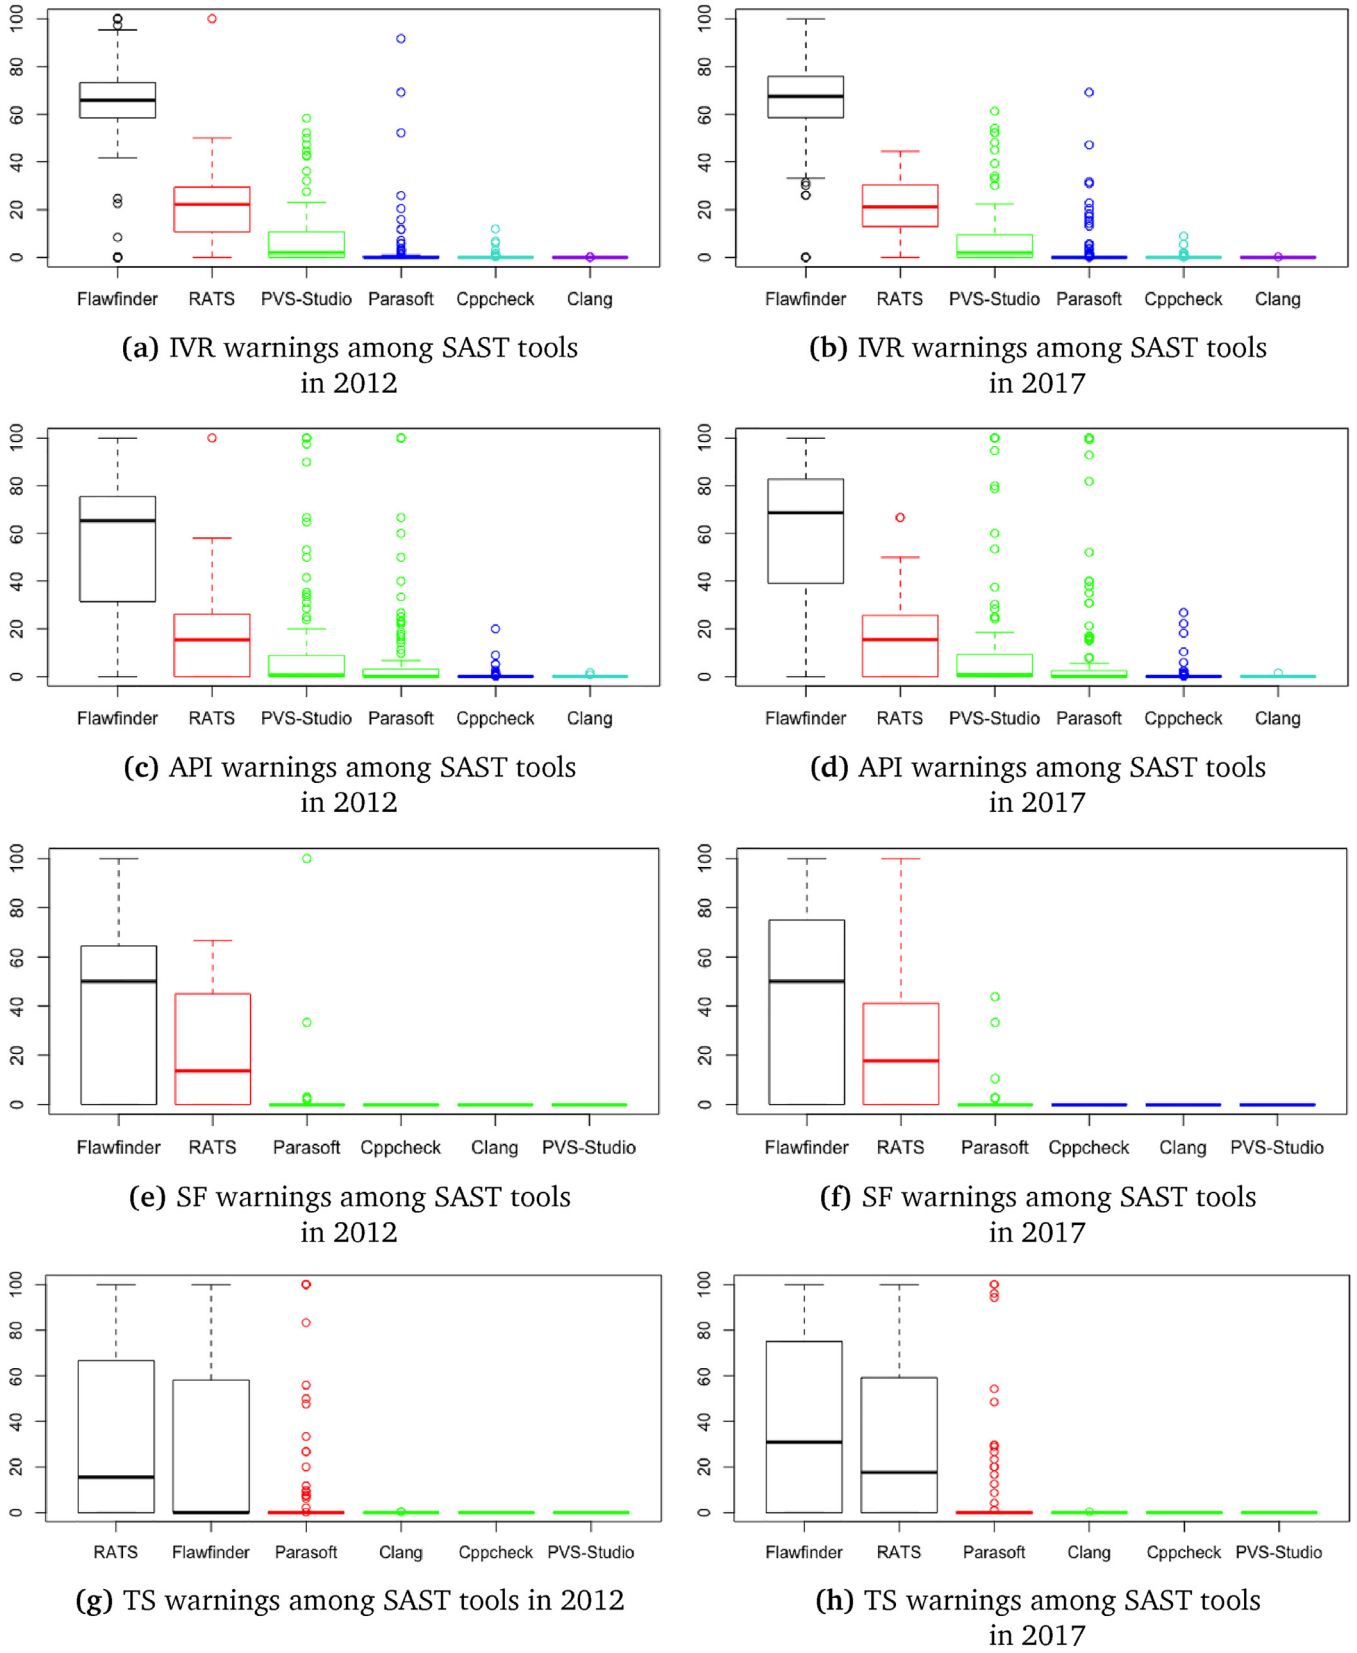 100
80
60
40
20
0
Flawfinder RATS PVS-Studio Parasoft Cppcheck Clang
(a) IVR warnings among SAST tools
in 2012
100
80
60
40
20
0
Flawfinder RATS PVS-Studio Parasoft Cppcheck Clang
(b) IVR warnings among SAST tools
in 2017
100
80
60
40
20
0
Flawfinder RATS PVS-Studio Parasoft Cppcheck Clang
(c) API warnings among SAST tools
in 2012
100
80
60
40
20
0
Flawfinder RATS PVS-Studio Parasoft Cppcheck Clang
(d) API warnings among SAST tools
in 2017
100
80
60
40
20
0
Flawfinder RATS Parasoft Cppcheck Clang PVS-Studio
(e) SF warnings among SAST tools
in 2012
100
80
60
40
20
0
Flawfinder RATS Parasoft Cppcheck Clang PVS-Studio
(f) SF warnings among SAST tools
in 2017
100
80
60
40
20
0
RATS Flawfinder Parasoft Clang Cppcheck PVS-Studio
(g) TS warnings among SAST tools in 2012
100
80
60
40
20
0
Flawfinder RATS Parasoft Clang Cppcheck PVS-Studio
(h) TS warnings among SAST tools
in 2017